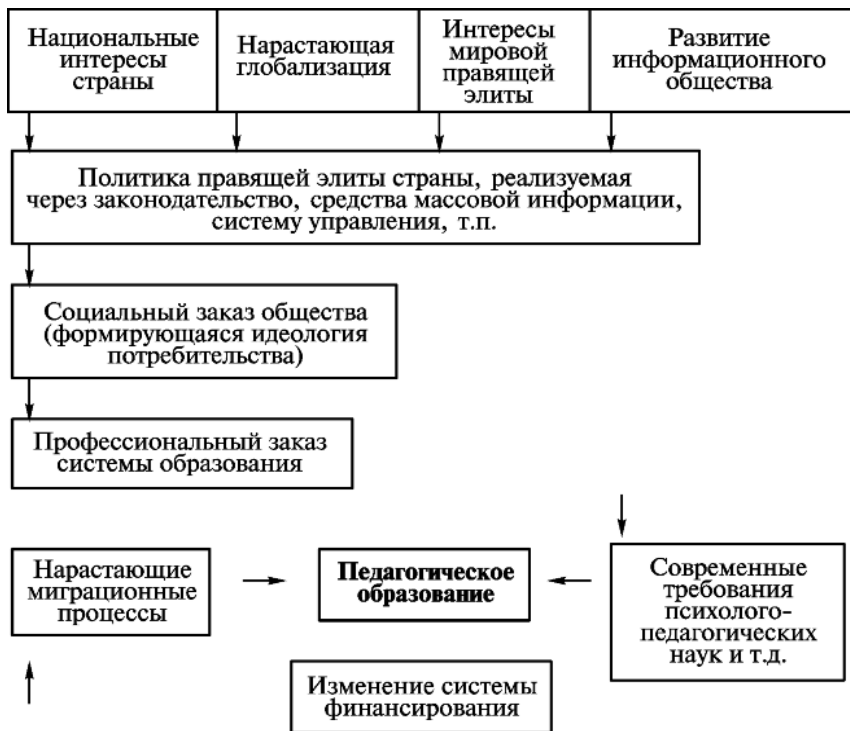 Национальные
интересы
страны
Нарастающая
глобализация
Интересы
мировой
правящей
элиты
Развитие
информационного
общества
Политика правящей элиты страны, реализуемая
через законодательство, средства массовой информации,
систему управления, т.п.
Социальный заказ общества
(формирующаяся идеология
потребительства)
Профессиональный заказ
системы образования
Нарастающие
миграционные
процессы
Педагогическое
образование
Современные
требования
психолого-
педагогических
наук и т.д.
Изменение системы
финансирования